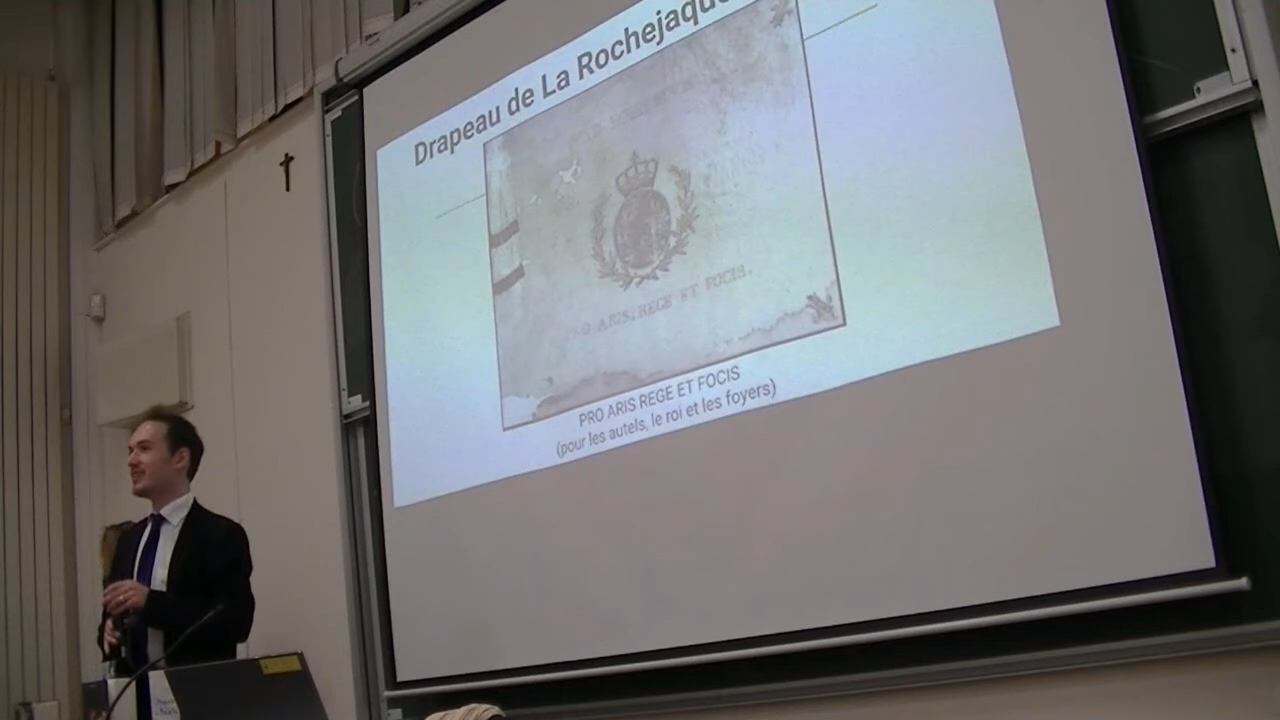 Drapeau de La Rochejaque
O ARIS, REGE ET FOCIS.
PRO ARIS REGE ET FOCIS
(pour les autels, le roi et les foyers)